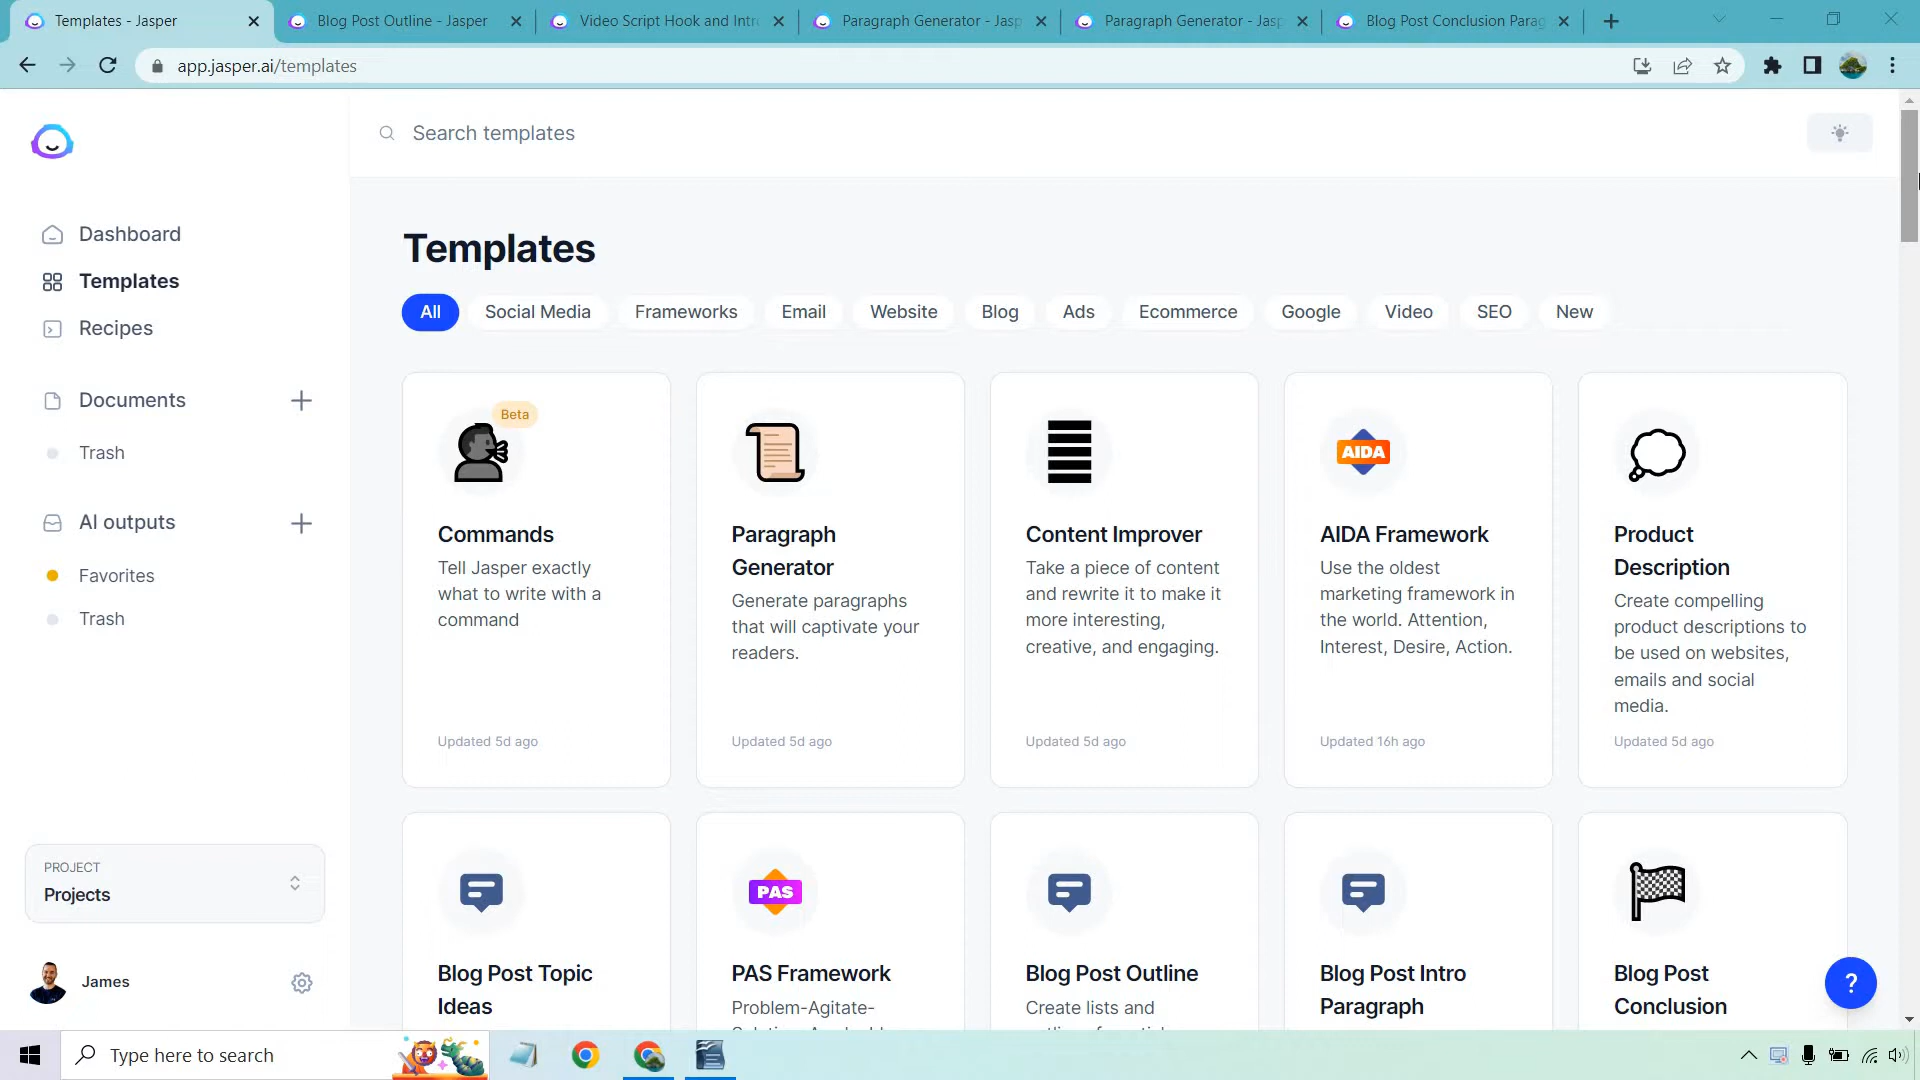 Templates - Jasper
Blog Post Outline - Jasper
Video Script Hook and Intro
Paragraph Generator - Jasp
Paragraph Generator - Jasp
Blog Post Conclusion Parag
app.jasper.ai/templates
Search templates
Dashboard
Templates
Recipes
Documents
Trash
AI outputs
Favorites
Trash
PROJECT
Projects
James
Templates
All
Social Media
Frameworks
Email
Website
Blog
Ads
Ecommerce
Google
Video
SEO
New
Beta
Commands
Tell Jasper exactly
what to write with a
command
Updated 5d ago
Paragraph
Generator
Generate paragraphs
that will captivate your
readers.
Updated 5d ago
Content Improver
Take a piece of content
and rewrite it to make it
more interesting,
creative, and engaging.
Updated 5d ago
AIDA
AIDA Framework
Use the oldest
marketing framework in
the world. Attention,
Interest, Desire, Action.
Updated 16h ago
Product
Description
Create compelling
product descriptions to
be used on websites,
emails and social
media.
Updated 5d ago
Blog Post Topic
Ideas
PAS
PAS Framework
Problem-Agitate-
Blog Post Outline
Create lists and
Blog Post Intro
Paragraph
Blog Post
Conclusion
?
Type here to search